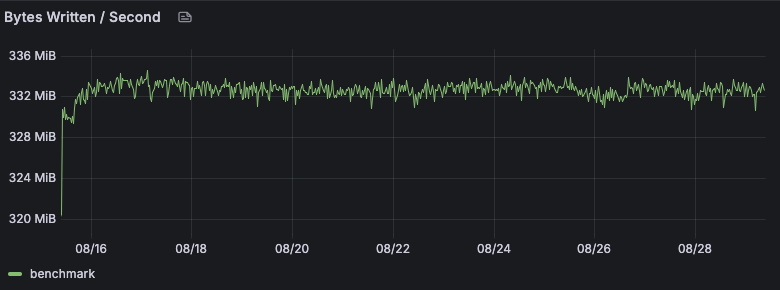 Bytes Written / Second
336 MiB
332 MiB
328 MiB
324 MiB
320 MiB
08/16 08/18 08/20 08/22 08/24 08/26 08/28
benchmark